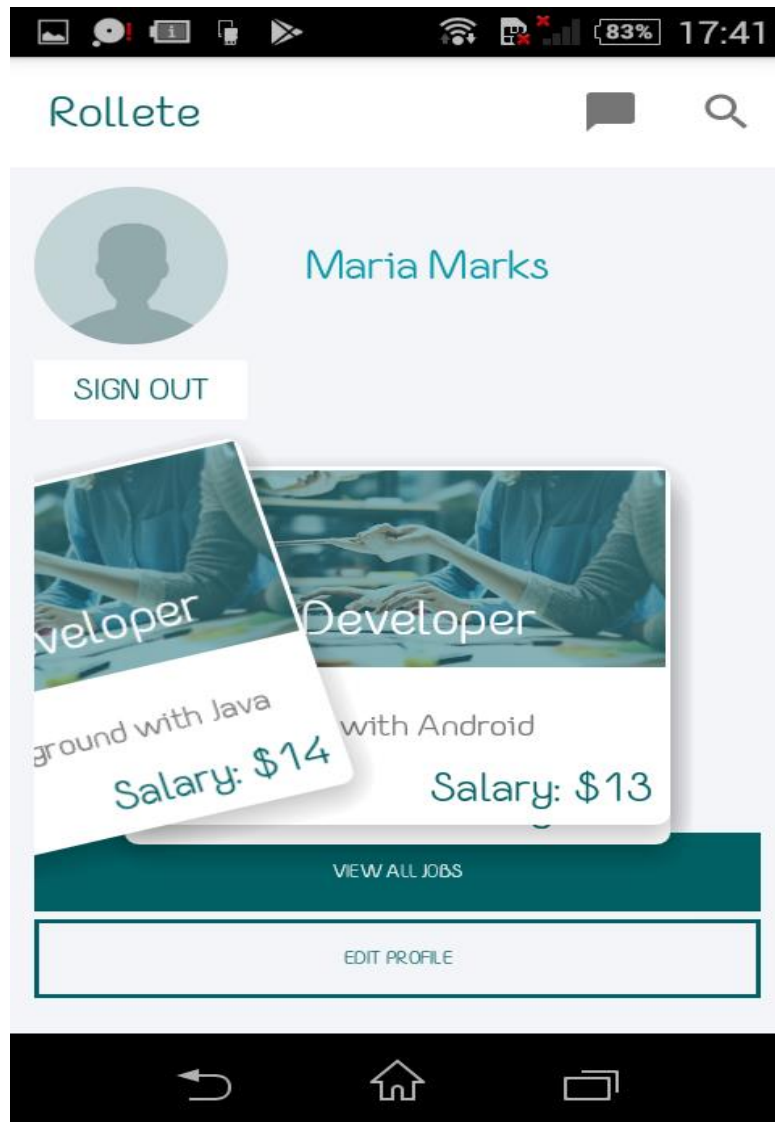 83% 17:41
Rollete
Maria Marks
SIGN OUT
veloper
ground with Java
Salary: $14
Developer
with Android
Salary: $13
VIEW ALL JOBS
EDIT PROFILE